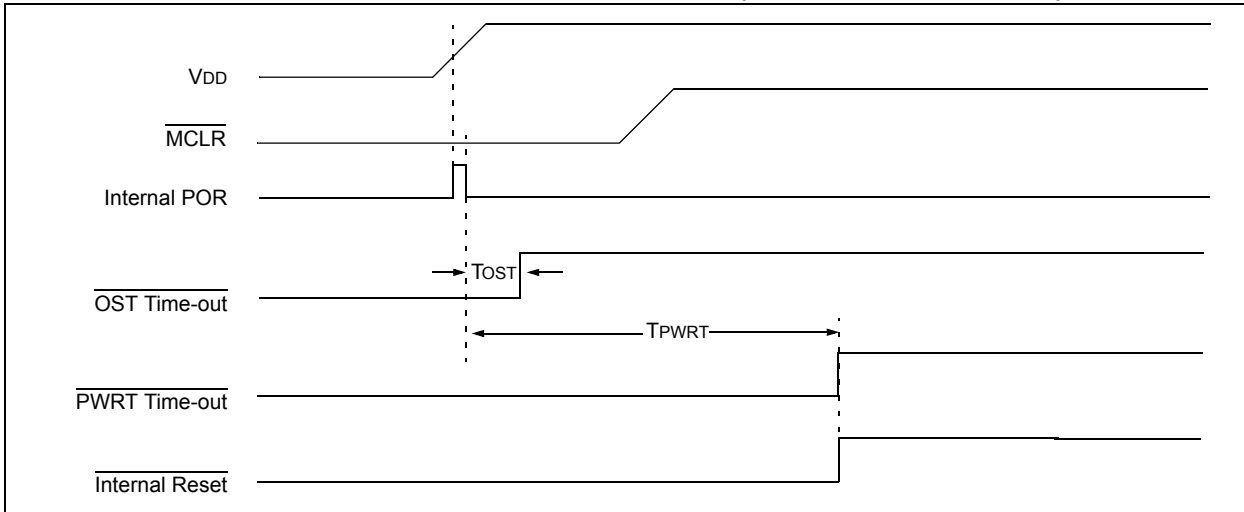 VDD
MCLR
Internal POR
TOST
OST Time-out
TPWRT
PWRT Time-out
Internal Reset